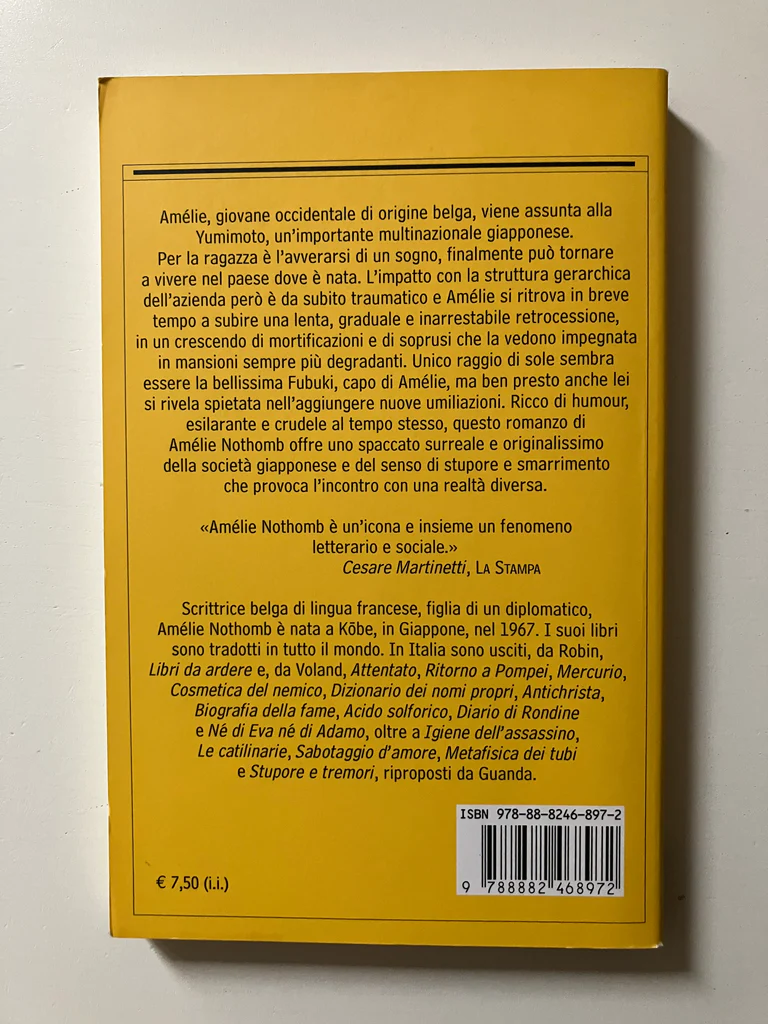 Amélie, giovane occidentale di origine belga, viene assunta alla
Yumimoto, un'importante multinazionale giapponese.
Per la ragazza è l'avverarsi di un sogno, finalmente può tornare
a vivere nel paese dove è nata. L'impatto con la struttura gerarchica
dell'azienda però è da subito traumatico e Amélie si ritrova in breve
tempo a subire una lenta, graduale e inarrestabile retrocessione,
in un crescendo di mortificazioni e di soprusi che la vedono impegnata
in mansioni sempre più degradanti. Unico raggio di sole sembra
essere la bellissima Fubuki, capo di Amélie, ma ben presto anche lei
si rivela spietata nell'aggiungere nuove umiliazioni. Ricco di humour,
esilarante e crudele al tempo stesso, questo romanzo di
Amélie Nothomb offre uno spaccato surreale e originalissimo
della società giapponese e del senso di stupore e smarrimento
che provoca l'incontro con una realtà diversa.
«Amélie Nothomb è un'icona e insieme un fenomeno
letterario e sociale.»
Cesare Martinetti, LA STAMPA
Scrittrice belga di lingua francese, figlia di un diplomatico,
Amélie Nothomb è nata a Kōbe, in Giappone, nel 1967. I suoi libri
sono tradotti in tutto il mondo. In Italia sono usciti, da Robin,
Libri da ardere e, da Voland, Attentato, Ritorno a Pompei, Mercurio,
Cosmetica del nemico, Dizionario dei nomi propri, Antichrista,
Biografia della fame, Acido solforico, Diario di Rondine
e Né di Eva né di Adamo, oltre a Igiene dell'assassino,
Le catilinarie, Sabotaggio d'amore, Metafisica dei tubi
e Stupore e tremori, riproposti da Guanda.
ISBN 978-88-8246-897-2
9 788882 468972
€ 7,50 (i.i.)